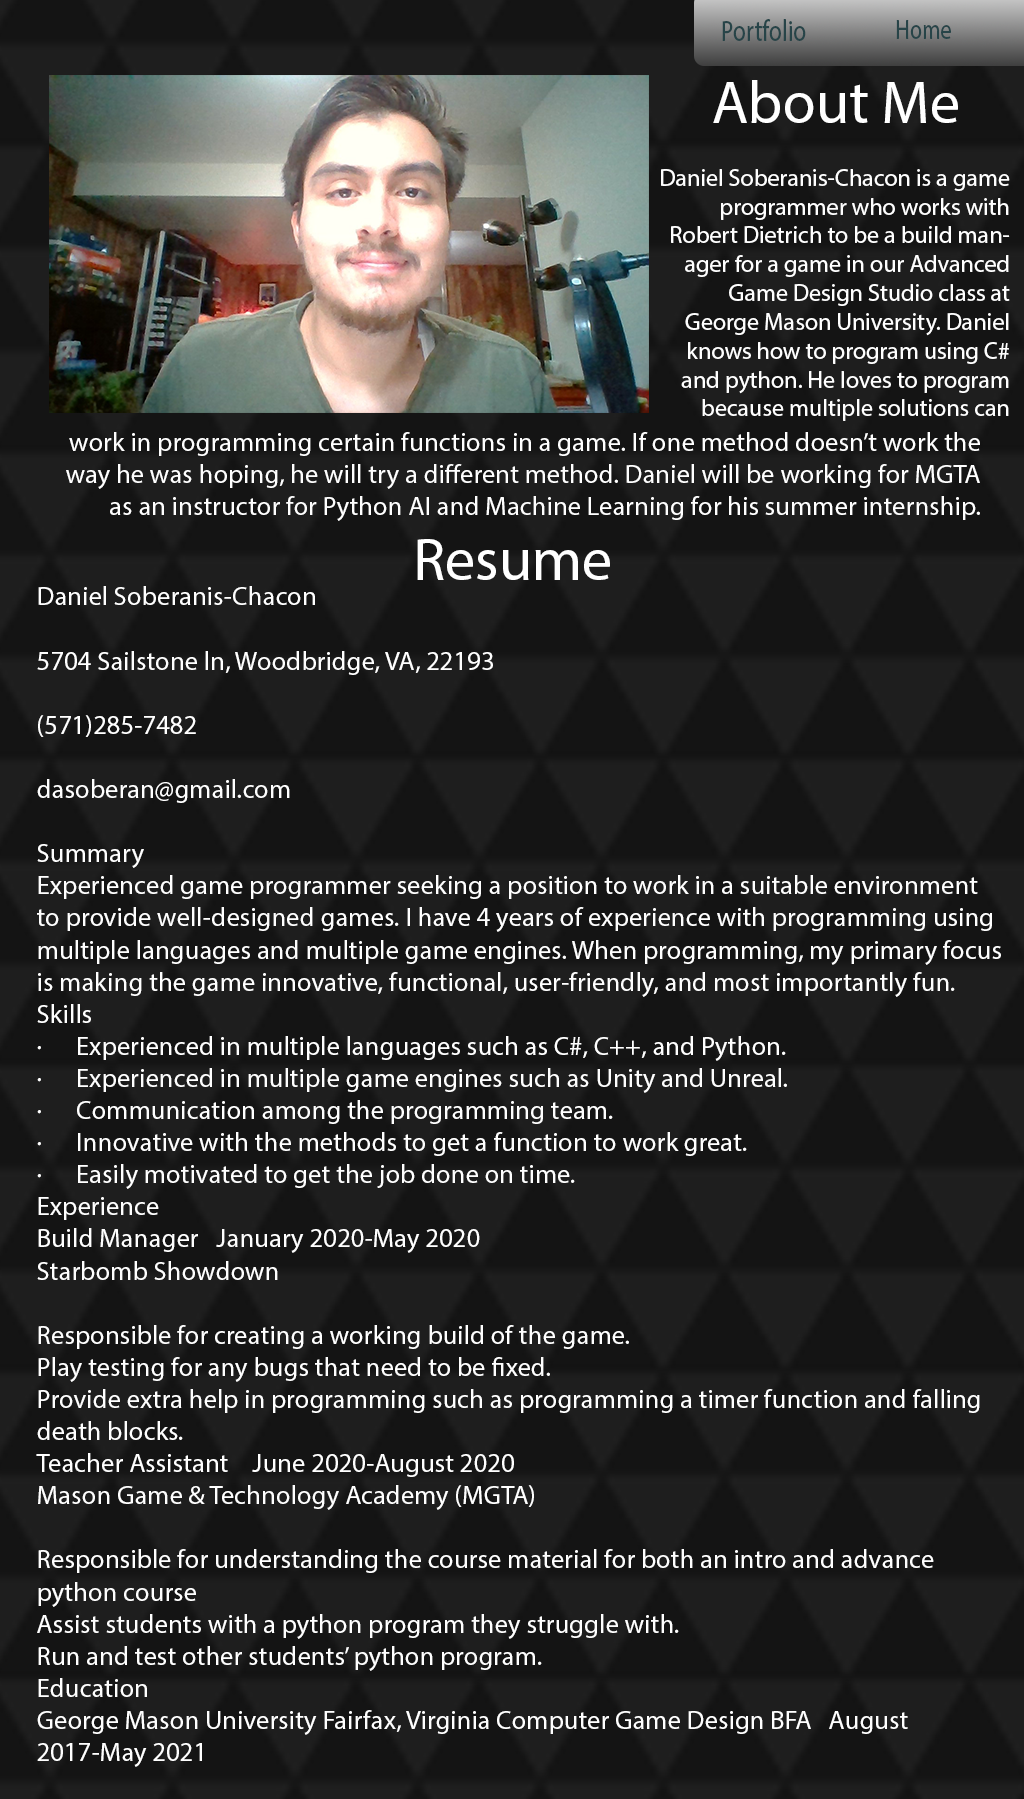 Portfolio
Home
About Me
Daniel Soberanis-Chacon is a game
programmer who works with
Robert Dietrich to be a build man-
ager for a game in our Advanced
Game Design Studio class at
George Mason University. Daniel
knows how to program using C#
and python. He loves to program
because multiple solutions can
work in programming certain functions in a game. If one method doesn’t work the
way he was hoping, he will try a different method. Daniel will be working for MGTA
as an instructor for Python AI and Machine Learning for his summer internship.
Resume
Daniel Soberanis-Chacon
5704 Sailstone ln, Woodbridge, VA, 22193
(571)285-7482
dasoberan@gmail.com
Summary
Experienced game programmer seeking a position to work in a suitable environment
to provide well-designed games. I have 4 years of experience with programming using
multiple languages and multiple game engines. When programming, my primary focus
is making the game innovative, functional, user-friendly, and most importantly fun.
Skills
· Experienced in multiple languages such as C#, C++, and Python.
· Experienced in multiple game engines such as Unity and Unreal.
· Communication among the programming team.
· Innovative with the methods to get a function to work great.
· Easily motivated to get the job done on time.
Experience
Build Manager January 2020-May 2020
Starbomb Showdown
Responsible for creating a working build of the game.
Play testing for any bugs that need to be fixed.
Provide extra help in programming such as programming a timer function and falling
death blocks.
Teacher Assistant June 2020-August 2020
Mason Game & Technology Academy (MGTA)
Responsible for understanding the course material for both an intro and advance
python course
Assist students with a python program they struggle with.
Run and test other students’ python program.
Education
George Mason University Fairfax, Virginia Computer Game Design BFA August
2017-May 2021